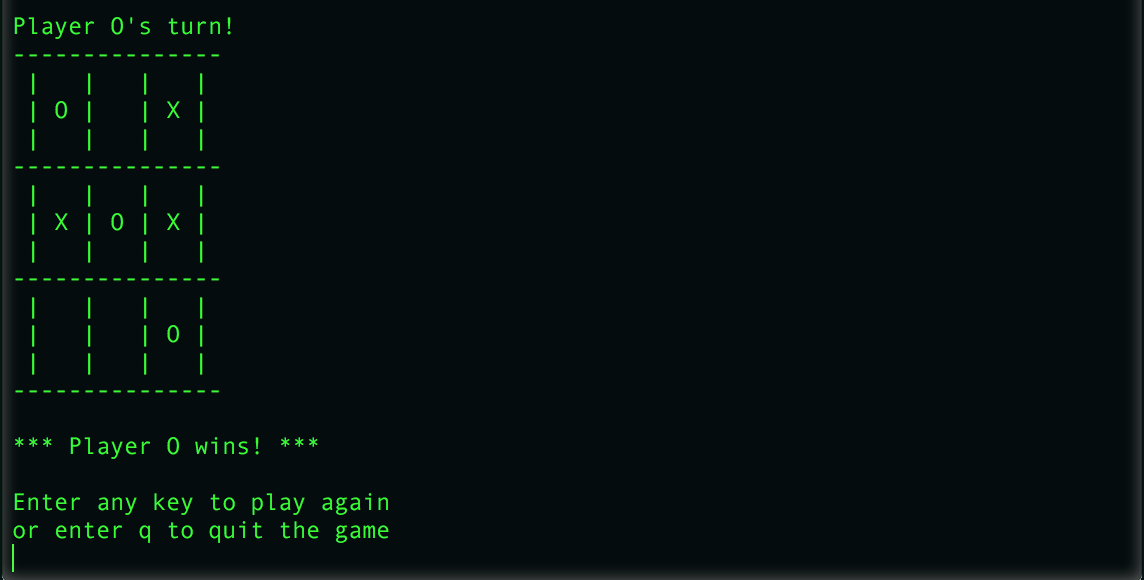 Player O's turn!
---------------
 |   |   |   |
 | O |   | X |
 |   |   |   |
---------------
 |   |   |   |
 | X | O | X |
 |   |   |   |
---------------
 |   |   |   |
 |   |   | O |
 |   |   |   |
---------------

*** Player O wins! ***

Enter any key to play again
or enter q to quit the game